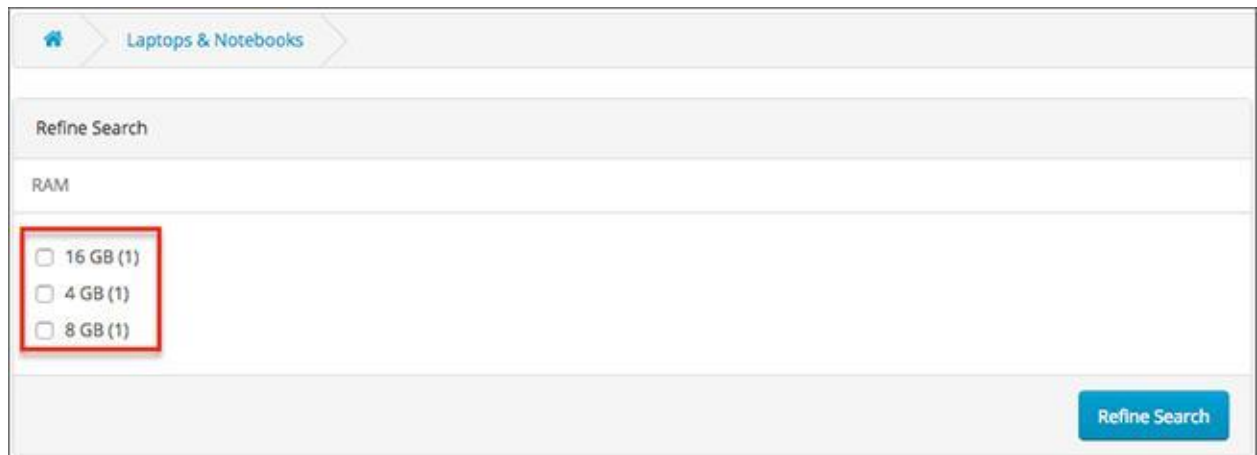 Laptops & Notebooks
Refine Search
RAM
16 GB (1)
4 GB (1)
8 GB (1)
Refine Search